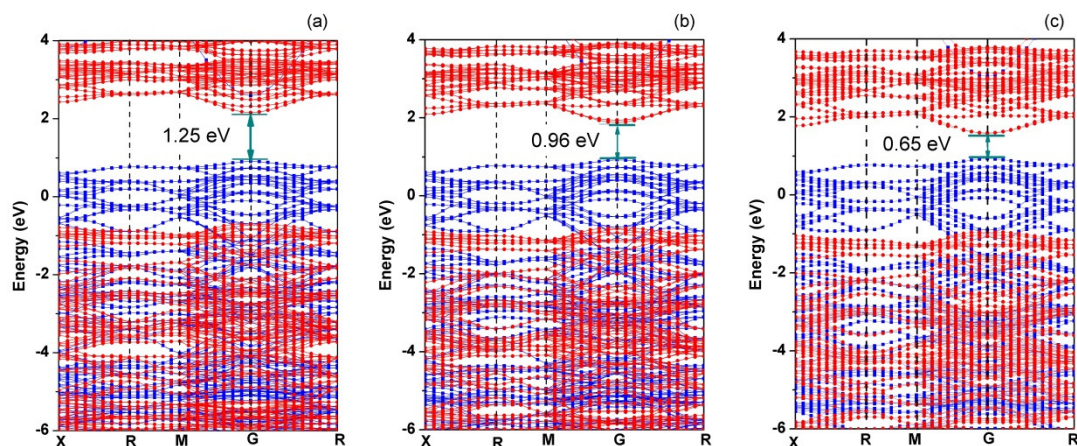 (a)
4
2
0
-2
-4
-6
Energy (eV)
1.25 eV
X R M G R
(b)
4
2
0
-2
-4
-6
Energy (eV)
0.96 eV
X R M G R
(c)
4
2
0
-2
-4
-6
Energy (eV)
0.65 eV
X R M G R